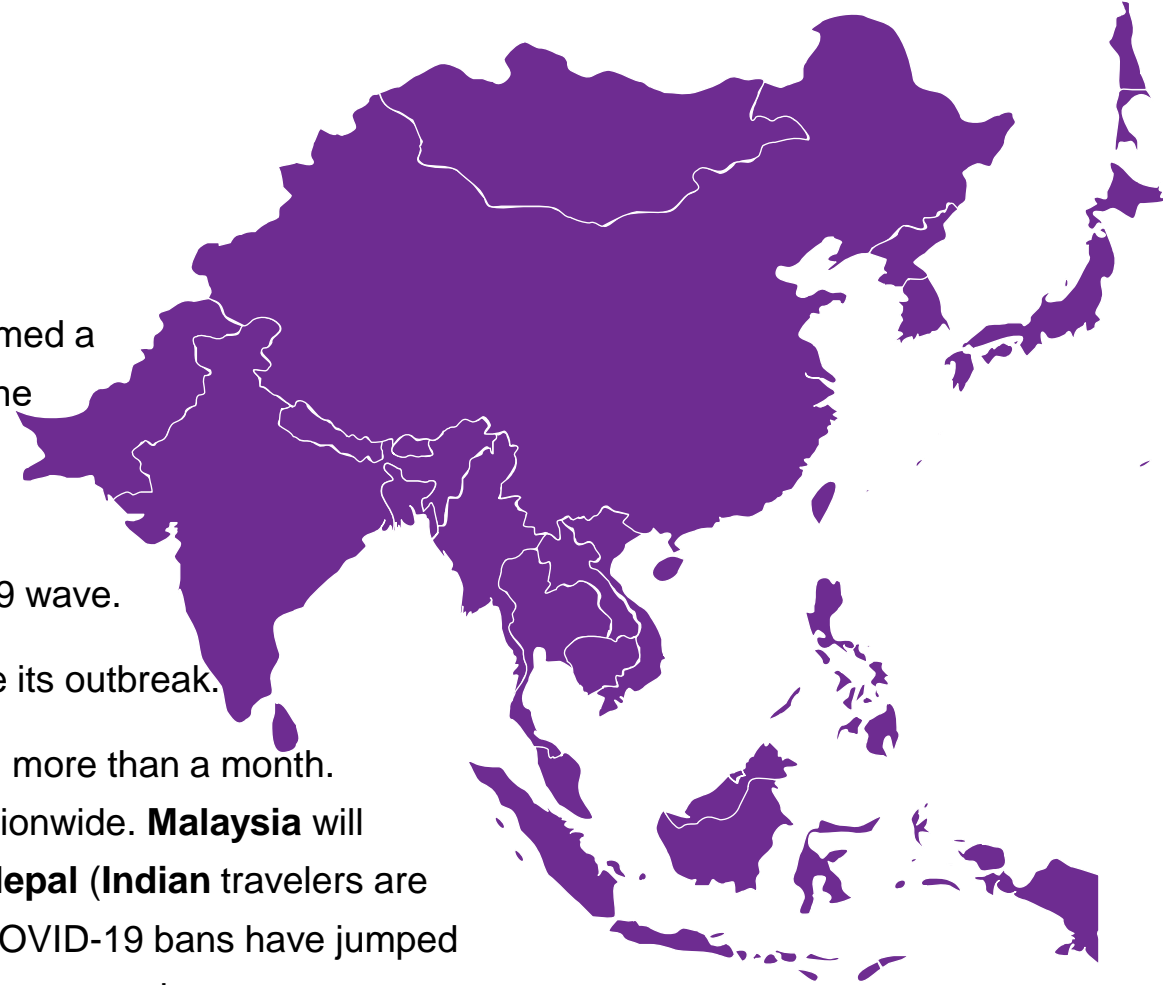 med a
ne
9 wave.
e its outbreak.
more than a month.
ionwide. Malaysia will
epal (Indian travelers are
OVID-19 bans have jumped